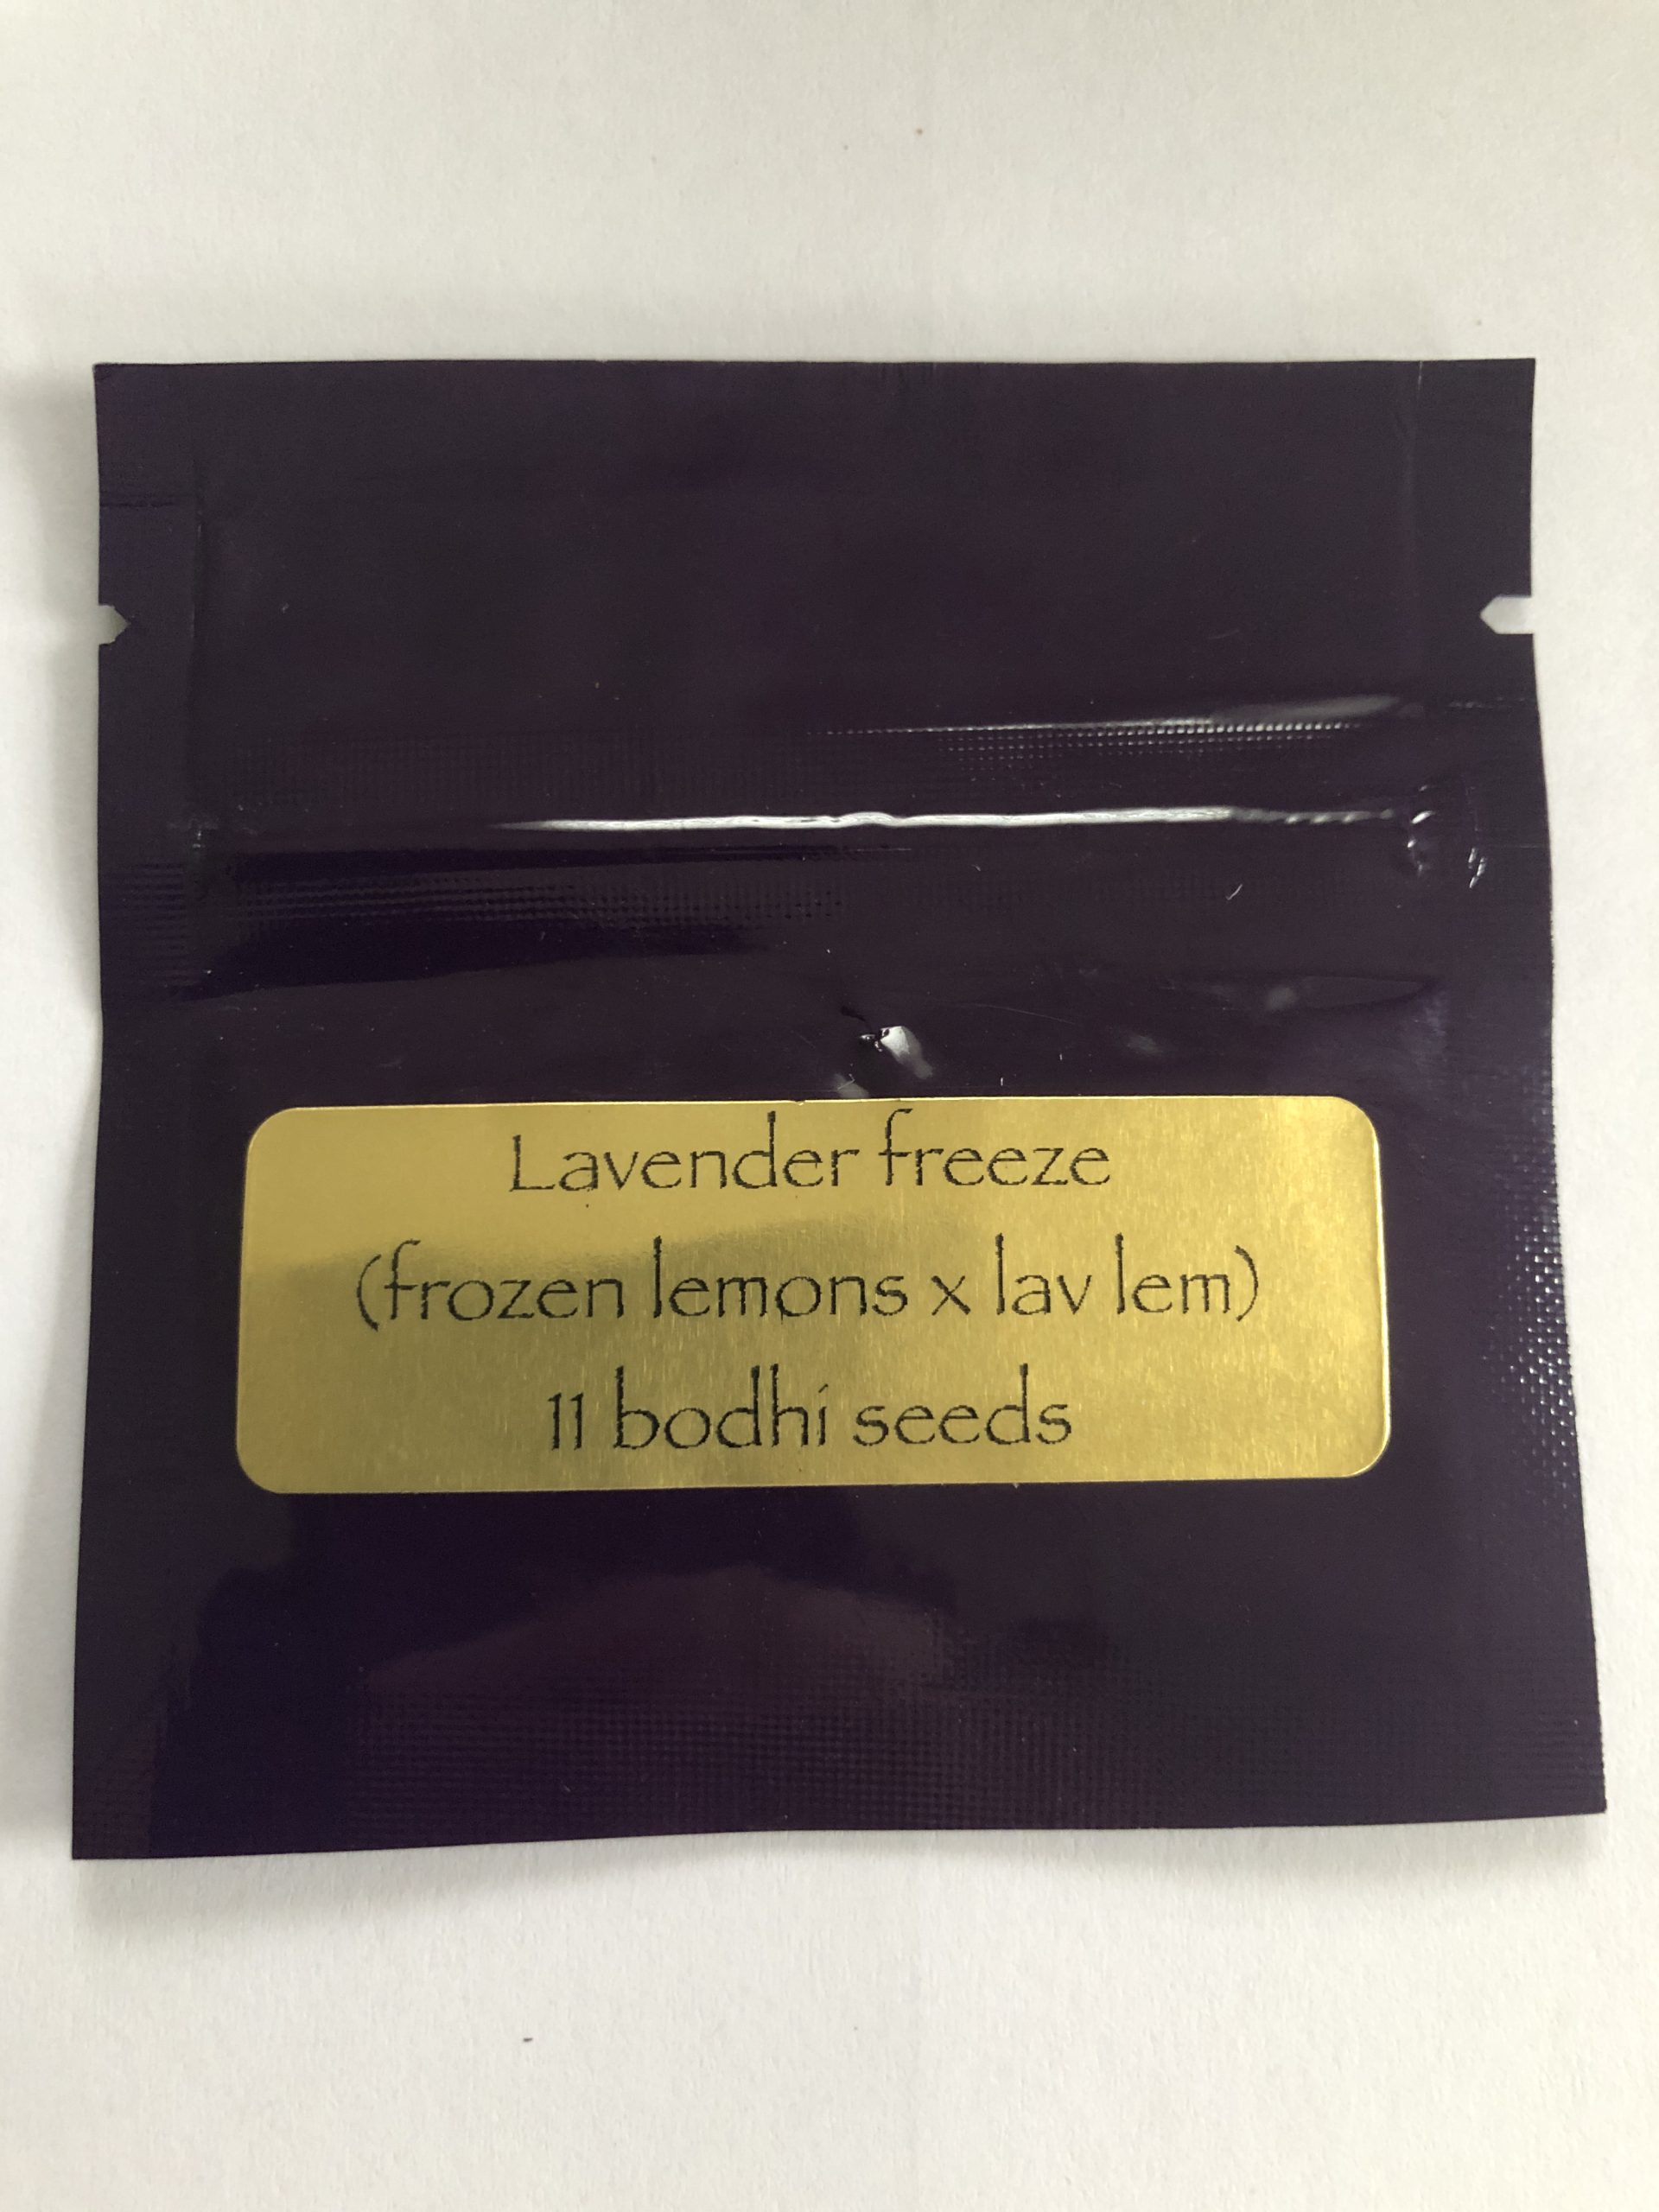 Lavender freeze
(frozen lemons x lav lem)
11 bodhi seeds